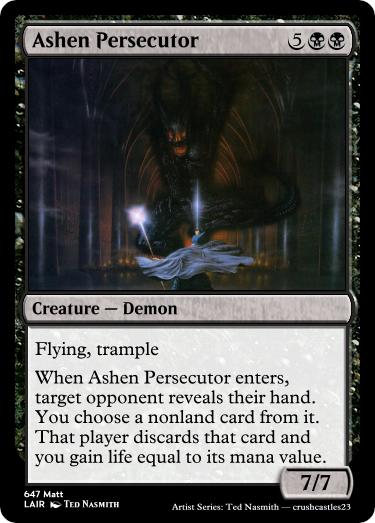 Ashen Persecutor 5
Creature — Demon
Flying, trample
When Ashen Persecutor enters,
target opponent reveals their hand.
You choose a nonland card from it.
That player discards that card and
you gain life equal to its mana value.
7/7
647 Matt
LAIR Ted Nasmith Artist Series: Ted Nasmith — crushcastles23